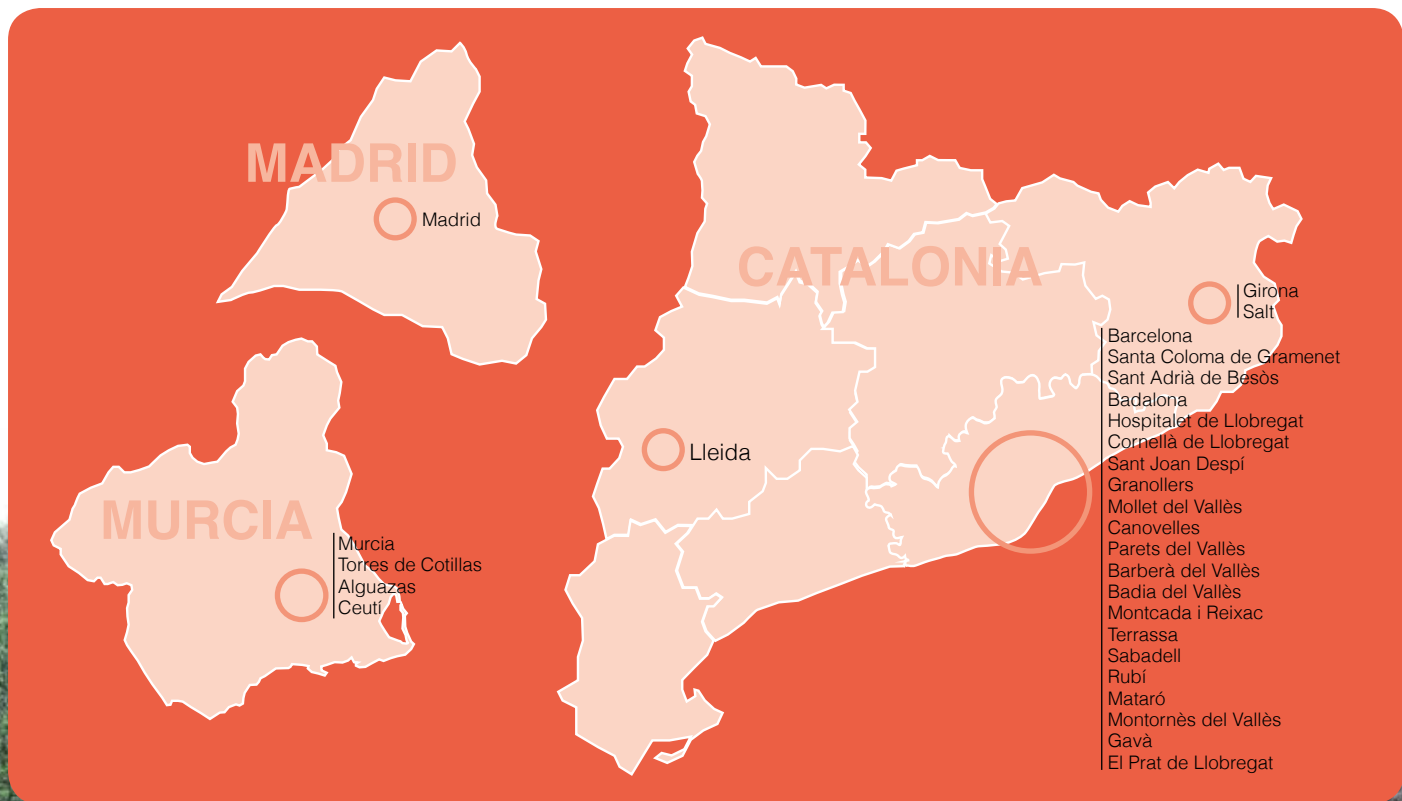 MADRID
Madrid
CATALONIA
Girona
Salt
Barcelona
Santa Coloma de Gramenet
Sant Adrià de Besòs
Badalona
Hospitalet de Llobregat
Cornellà de Llobregat
Sant Joan Despí
Granollers
Mollet del Vallès
Canovelles
Parets del Vallès
Barberà del Vallès
Badia del Vallès
Montcada i Reixac
Terrassa
Sabadell
Rubí
Mataró
Montornès del Vallès
Gavà
El Prat de Llobregat
Lleida
MURCIA
Murcia
Torres de Cotillas
Alguazas
Ceutí